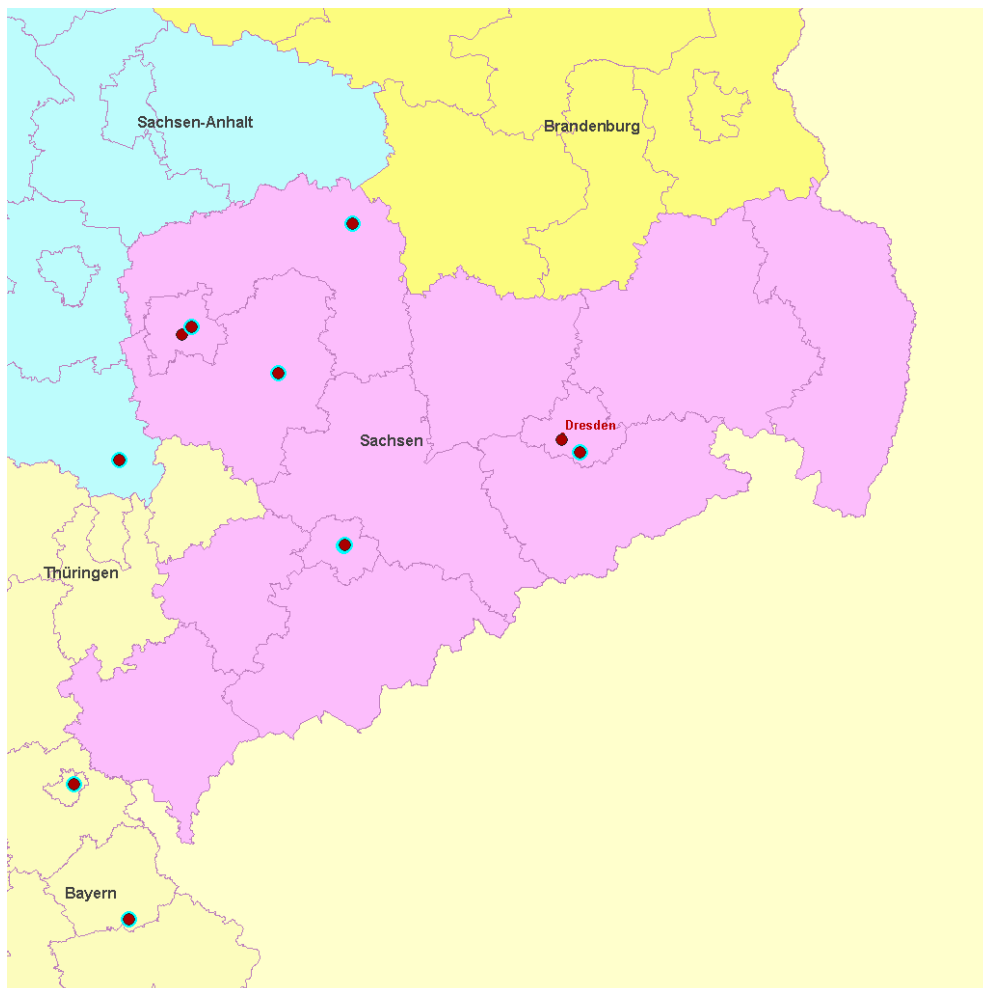 Sachsen-Anhalt
Brandenburg
Dresden
Sachsen
Thüringen
Bayern